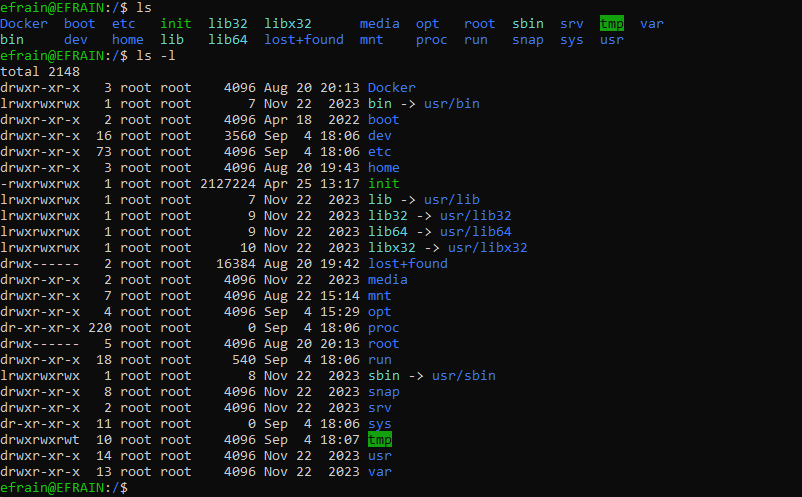 efrain@EFRAIN:/$ ls
Docker  boot  etc   init  lib32  libx32      media  opt   root  sbin  srv  tmp  var
bin     dev   home  lib   lib64  lost+found  mnt    proc  run   snap  sys  usr
efrain@EFRAIN:/$ ls -l
total 2148
drwxr-xr-x   3 root root    4096 Aug 20 20:13 Docker
lrwxrwxrwx   1 root root       7 Nov 22  2023 bin -> usr/bin
drwxr-xr-x   2 root root    4096 Apr 18  2022 boot
drwxr-xr-x  16 root root    3560 Sep  4 18:06 dev
drwxr-xr-x  73 root root    4096 Sep  4 18:06 etc
drwxr-xr-x   3 root root    4096 Aug 20 19:43 home
-rwxrwxrwx   1 root root 2127224 Apr 25 13:17 init
lrwxrwxrwx   1 root root       7 Nov 22  2023 lib -> usr/lib
lrwxrwxrwx   1 root root       9 Nov 22  2023 lib32 -> usr/lib32
lrwxrwxrwx   1 root root       9 Nov 22  2023 lib64 -> usr/lib64
lrwxrwxrwx   1 root root      10 Nov 22  2023 libx32 -> usr/libx32
drwx------   2 root root   16384 Aug 20 19:42 lost+found
drwxr-xr-x   2 root root    4096 Nov 22  2023 media
drwxr-xr-x   7 root root    4096 Aug 22 15:14 mnt
drwxr-xr-x   4 root root    4096 Sep  4 15:29 opt
dr-xr-xr-x 220 root root       0 Sep  4 18:06 proc
drwx------   5 root root    4096 Aug 20 20:13 root
drwxr-xr-x  18 root root     540 Sep  4 18:06 run
lrwxrwxrwx   1 root root       8 Nov 22  2023 sbin -> usr/sbin
drwxr-xr-x   8 root root    4096 Nov 22  2023 snap
drwxr-xr-x   2 root root    4096 Nov 22  2023 srv
dr-xr-xr-x  11 root root       0 Sep  4 18:06 sys
drwxrwxrwt  10 root root    4096 Sep  4 18:07 tmp
drwxr-xr-x  14 root root    4096 Nov 22  2023 usr
drwxr-xr-x  13 root root    4096 Nov 22  2023 var
efrain@EFRAIN:/$